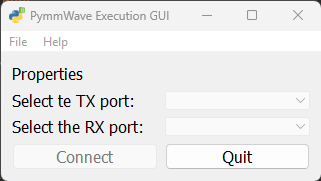 PymmWave Execution GUI
File Help
Properties
Select te TX port:
Select the RX port:
Connect Quit